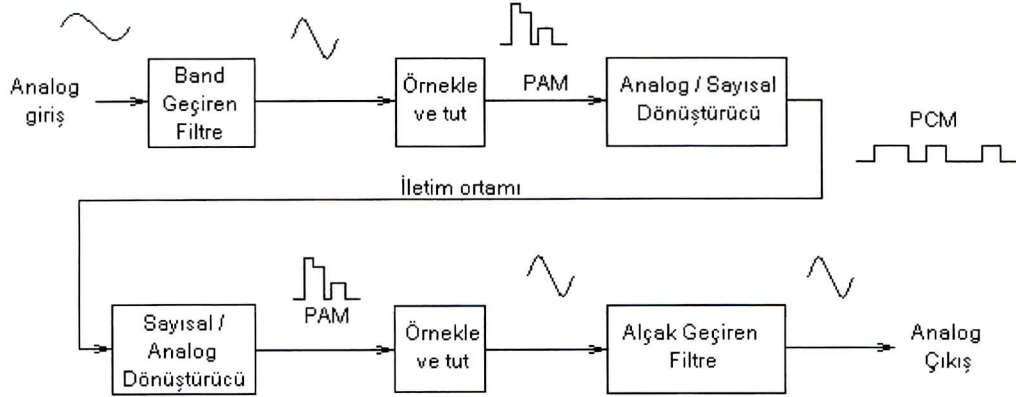 Analog
giriş
Band
Geçiren
Filtre
Örnekle
ve tut
PAM
Analog / Sayısal
Dönüştürücü
PCM
İletim ortamı
Sayısal /
Analog
Dönüştürücü
PAM
Örnekle
ve tut
Alçak Geçiren
Filtre
Analog
Çıkış